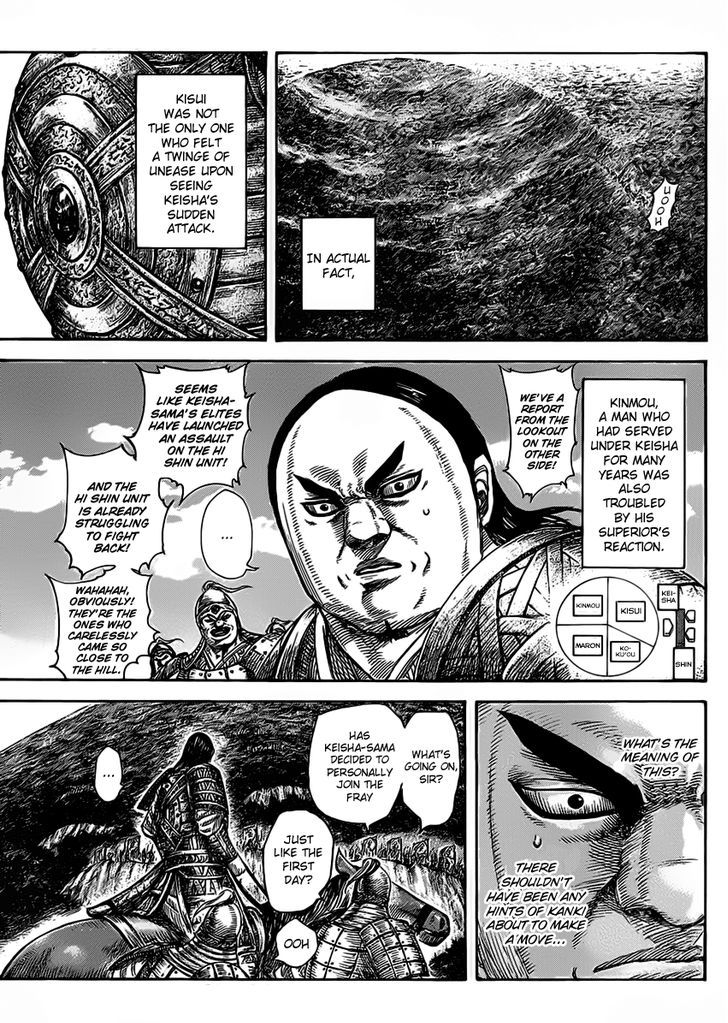 UOOH
IN ACTUAL
FACT,
KISUI
WAS NOT
THE ONLY ONE
WHO FELT
A TWINGE OF
UNEASE UPON
SEEING
KEISHA'S
SUDDEN
ATTACK.
KINMOU,
A MAN WHO
HAD SERVED
UNDER KEISHA
FOR MANY
YEARS WAS
ALSO
TROUBLED
BY HIS
SUPERIOR'S
REACTION.
WE'VE A
REPORT
FROM THE
LOOKOUT
ON THE
OTHER
SIDE!
SEEMS
LIKE KEISHA-
SAMA'S ELITES
HAVE LAUNCHED
AN ASSAULT
ON THE HI
SHIN UNIT!
AND THE
HI SHIN UNIT
IS ALREADY
STRUGGLING
TO FIGHT
BACK!
...
WAHAHAH,
OBVIOUSLY!
THEY'RE THE
ONES WHO
CARELESSLY
CAME SO
CLOSE TO
THE HILL.
KINMOU
KISUI
KEI-
SHA
MARON
KO-
KU'OU
SHIN
WHAT'S THE
MEANING OF
THIS?
THERE
SHOULDN'T
HAVE BEEN ANY
HINTS OF KANKI
ABOUT TO MAKE
A MOVE...
WHAT'S
GOING ON,
SIR?
HAS
KEISHA-SAMA
DECIDED TO
PERSONALLY
JOIN THE
FRAY
JUST
LIKE THE
FIRST
DAY?
OOH
...